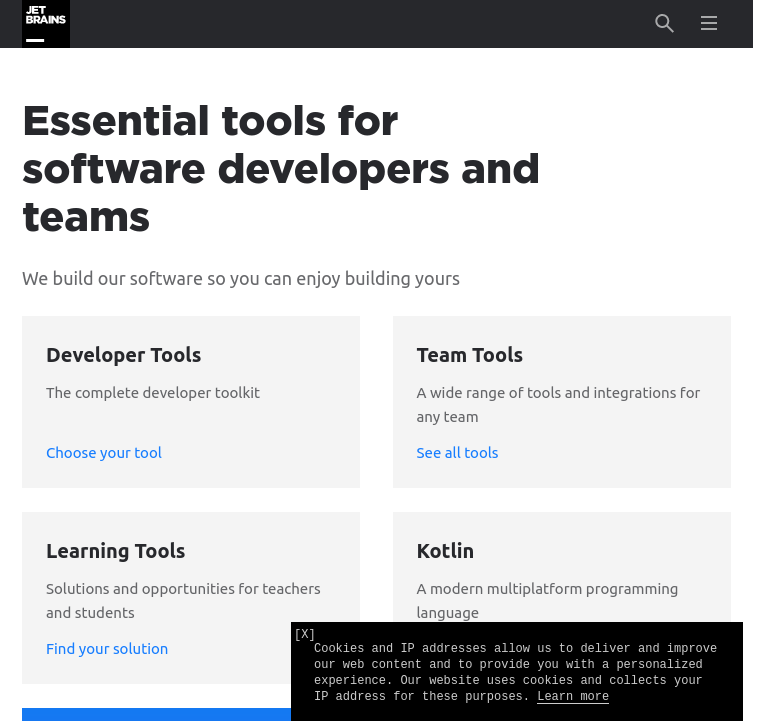 JET
BRAINS
Essential tools for
software developers and
teams
We build our software so you can enjoy building yours
Developer Tools
The complete developer toolkit
Choose your tool
Team Tools
A wide range of tools and integrations for
any team
See all tools
Learning Tools
Solutions and opportunities for teachers
and students
Find your solution
Kotlin
A modern multiplatform programming
language
[X]
Cookies and IP addresses allow us to deliver and improve
our web content and to provide you with a personalized
experience. Our website uses cookies and collects your
IP address for these purposes. Learn more